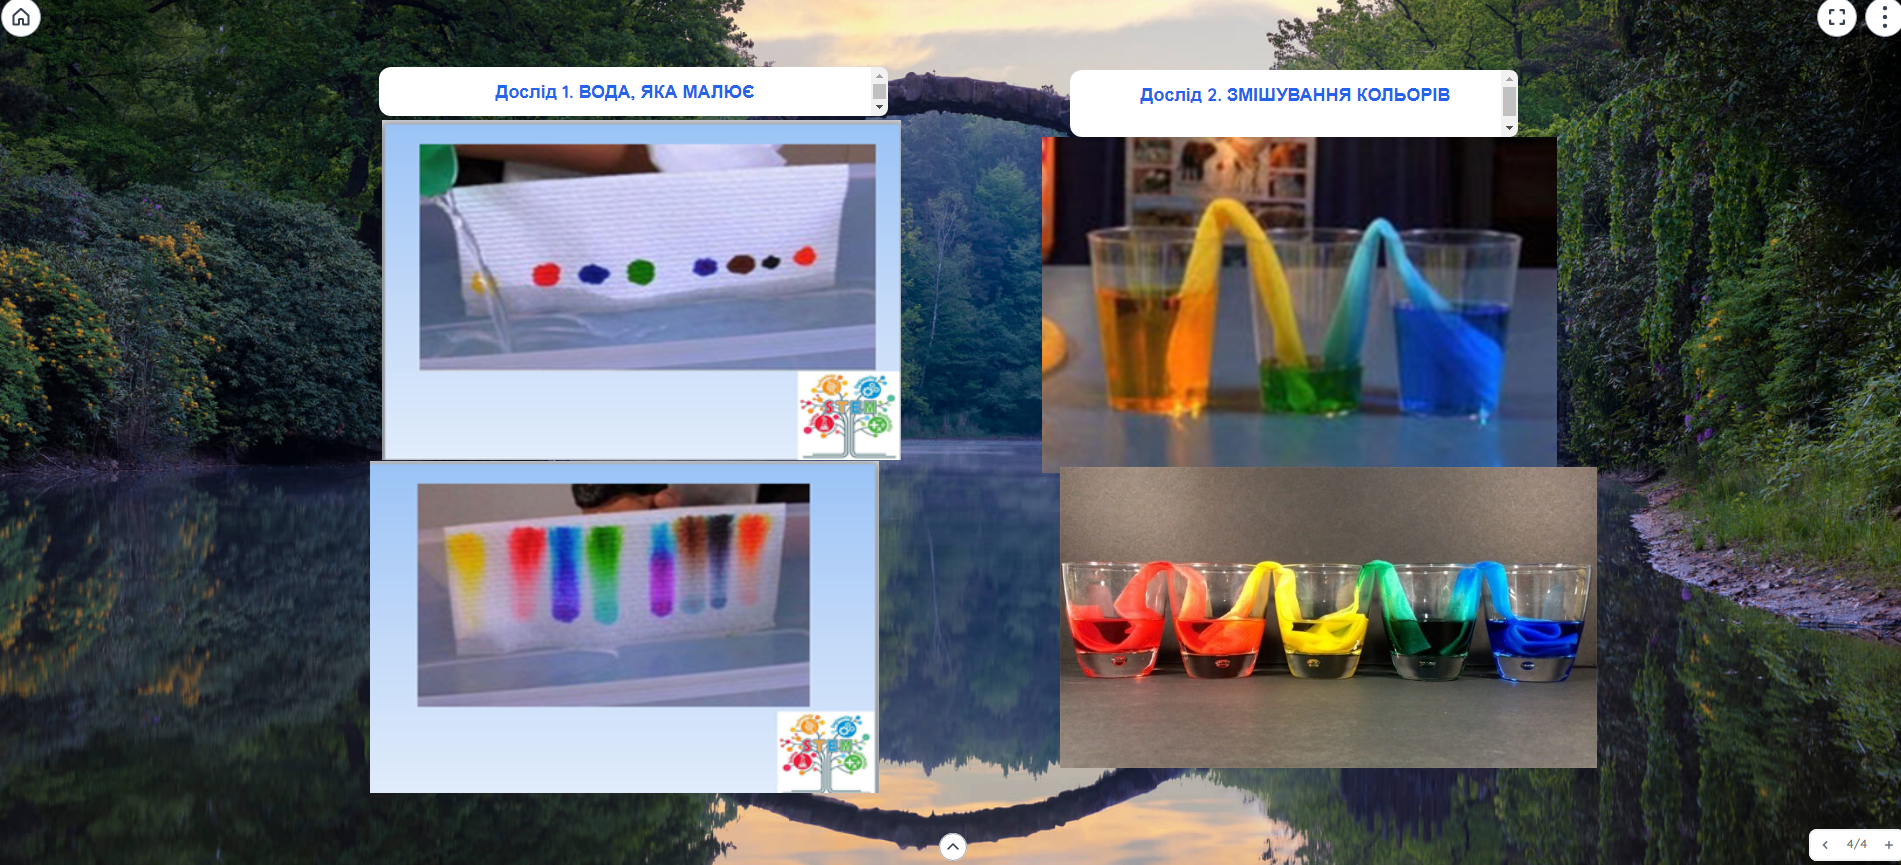 Дослід 1. ВОДА, ЯКА МАЛЮЄ
Дослід 2. ЗМІШУВАННЯ КОЛЬОРІВ
STEM
STEM
4/4